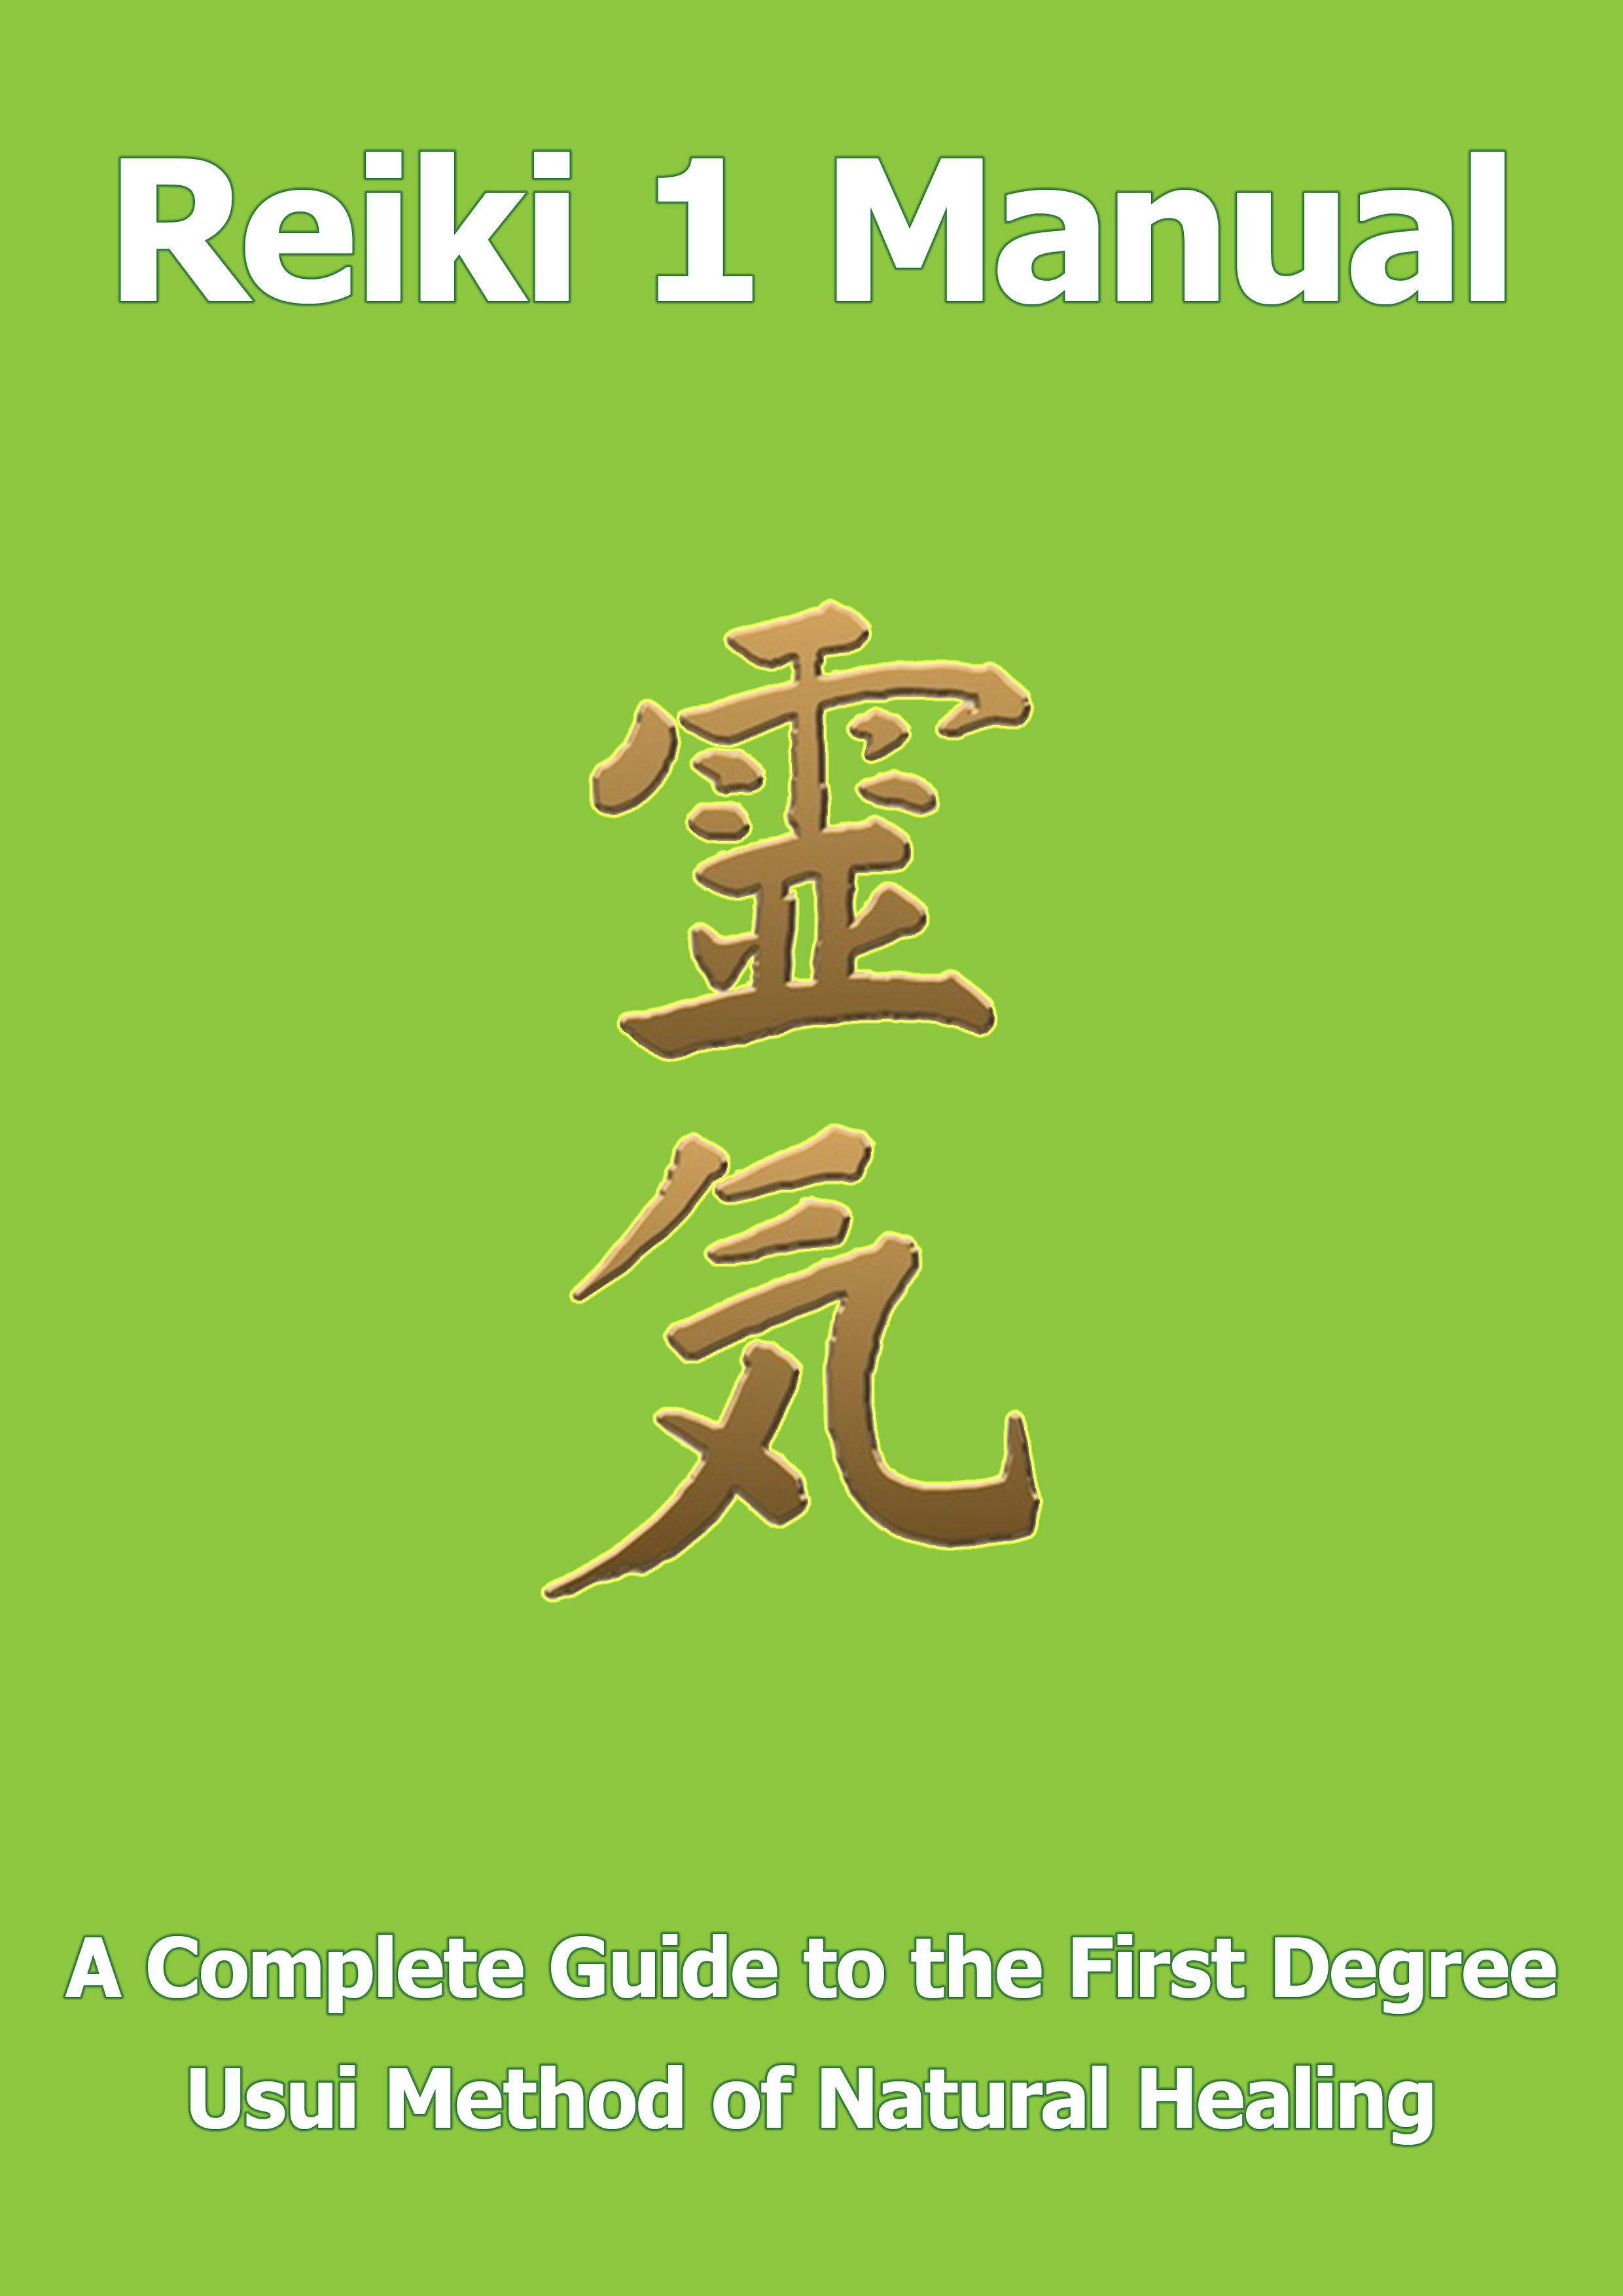 Reiki 1 Manual
霊
気
A Complete Guide to the First Degree
Usui Method of Natural Healing